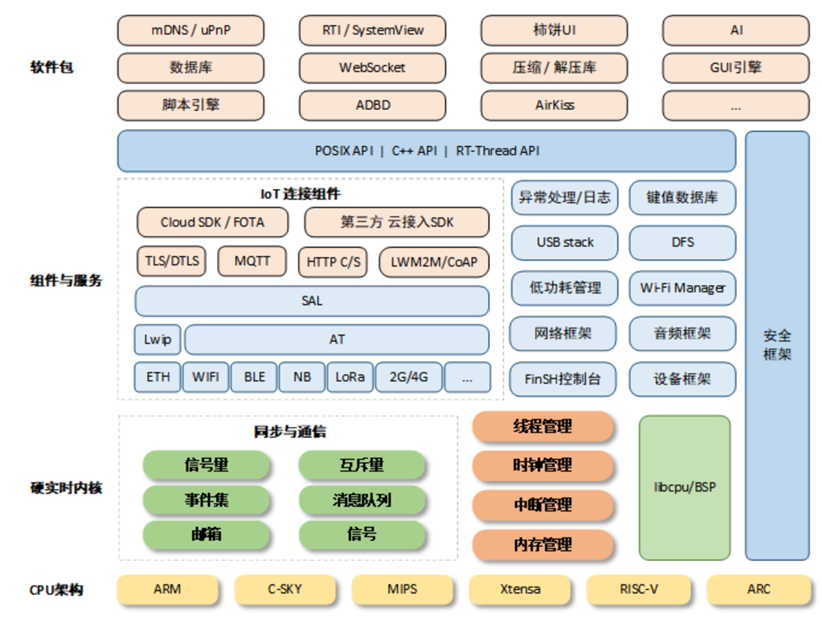 mDNS / uPnP
RTI / SystemView
柿饼UI
AI
软件包
数据库
WebSocket
压缩 / 解压库
GUI引擎
脚本引擎
ADBD
AirKiss
...
POSIX API | C++ API | RT-Thread API
IoT 连接组件
Cloud SDK / FOTA
第三方 云接入SDK
TLS/DTLS
MQTT
HTTP C/S
LWM2M/CoAP
组件与服务
SAL
Lwip
AT
ETH
WIFI
BLE
NB
LoRa
2G/4G
...
异常处理/日志
键值数据库
USB stack
DFS
低功耗管理
Wi-Fi Manager
网络框架
音频框架
FinSH控制台
设备框架
安全
框架
硬实时内核
同步与通信
信号量
互斥量
事件集
消息队列
邮箱
信号
线程管理
时钟管理
中断管理
内存管理
libcpu/BSP
CPU架构
ARM
C-SKY
MIPS
Xtensa
RISC-V
ARC